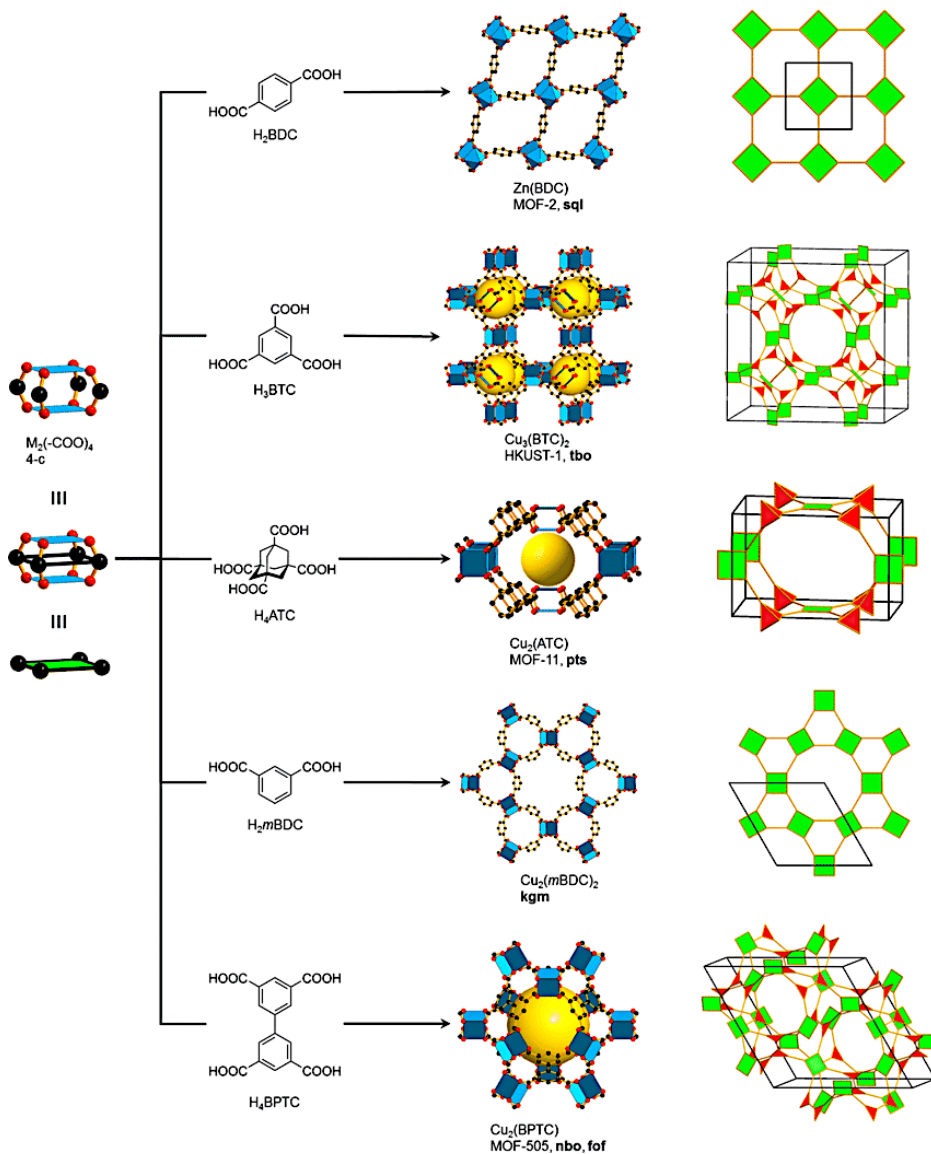 COOH
HOOC
H₂BDC
Zn(BDC)
MOF-2, sql
COOH
HOOC
COOH
H₃BTC
Cu₃(BTC)₂
HKUST-1, tbo
M₂(-COO)₄
4-c
COOH
HOOC
COOH
HOOC
H₄ATC
Cu₂(ATC)
MOF-11, pts
HOOC
COOH
H₂mBDC
Cu₂(mBDC)₂
kgm
HOOC
COOH
HOOC
COOH
H₄BPTC
Cu₂(BPTC)
MOF-505, nbo, fof